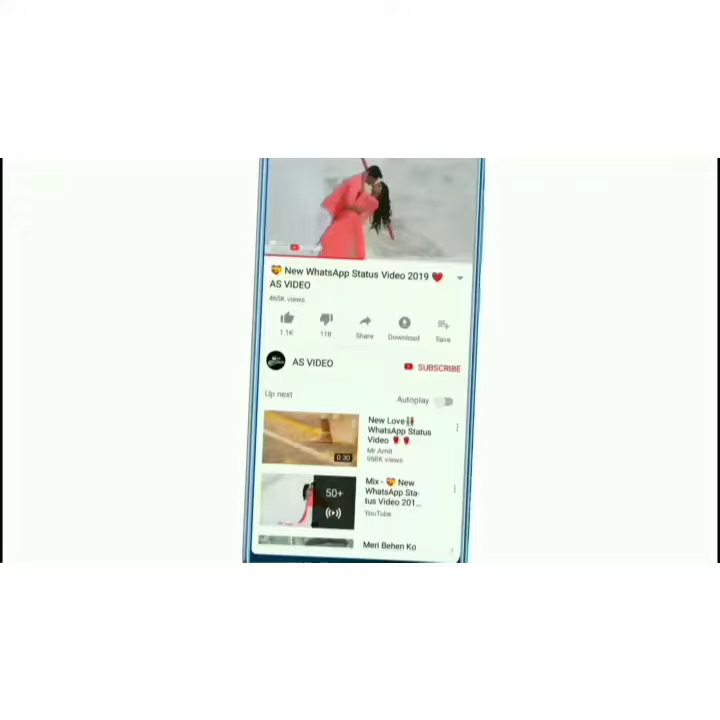 😍 New WhatsApp Status Video 2019 ❤️
AS VIDEO
465K views
1.1K
118
Share
Download
Save
AS VIDEO
SUBSCRIBE
Up next
Autoplay
New Love👫
WhatsApp Status
Video 🌹🌹
Mr Amit
958K views
0:30
50+
Mix - 😍 New
WhatsApp Sta-
tus Video 201...
YouTube
Meri Behen Ko